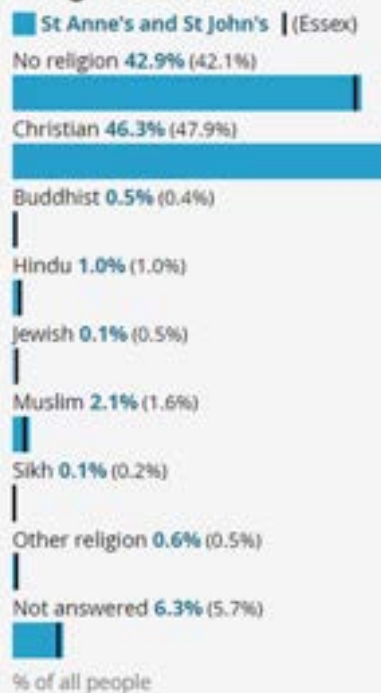 St Anne's and St John's (Essex)
No religion 42.9% (42.1%)
Christian 46.3% (47.9%)
Buddhist 0.5% (0.4%)
Hindu 1.0% (1.0%)
Jewish 0.1% (0.5%)
Muslim 2.1% (1.6%)
Sikh 0.1% (0.2%)
Other religion 0.6% (0.5%)
Not answered 6.3% (5.7%)
% of all people